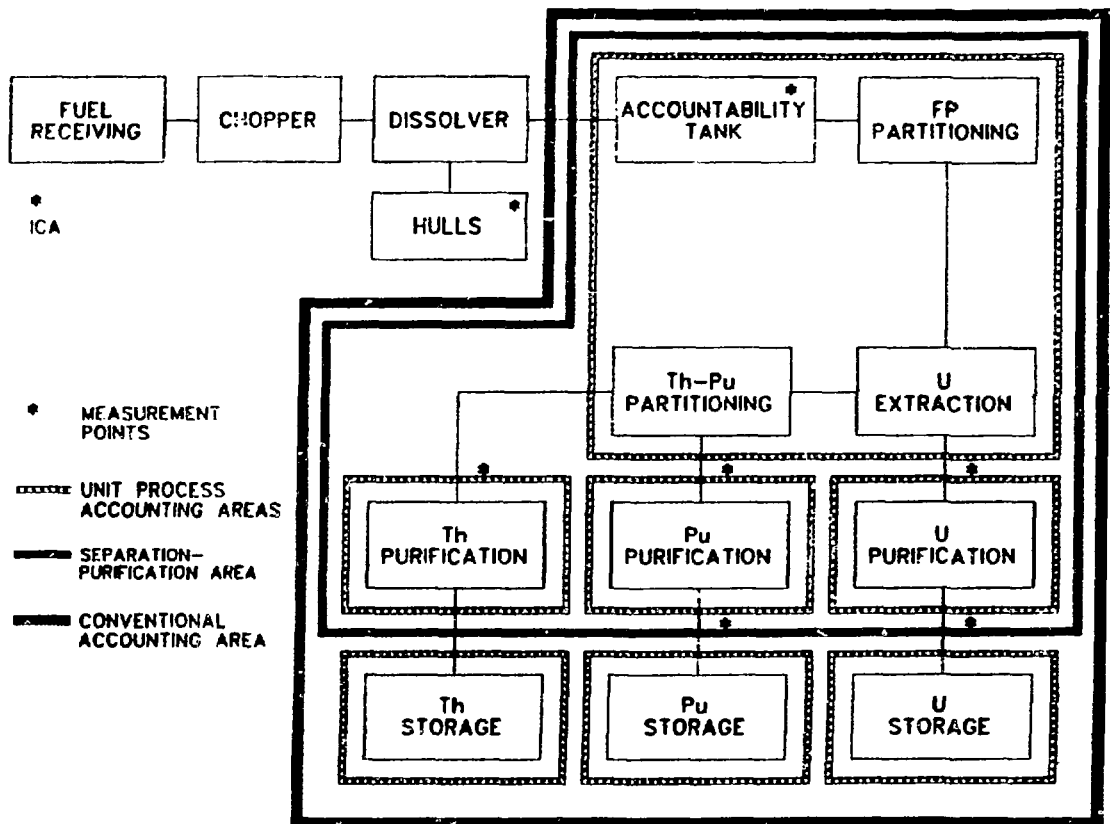 FUEL
RECEIVING
CHOPPER
DISSOLVER
*
ACCOUNTABILITY
TANK
FP
PARTITIONING
*
ICA
HULLS *
Th-Pu
PARTITIONING
U
EXTRACTION
* MEASUREMENT
POINTS
UNIT PROCESS
ACCOUNTING AREAS
SEPARATION-
PURIFICATION AREA
CONVENTIONAL
ACCOUNTING AREA
*
*
*
Th
PURIFICATION
Pu
PURIFICATION
U
PURIFICATION
*
*
Th
STORAGE
Pu
STORAGE
U
STORAGE